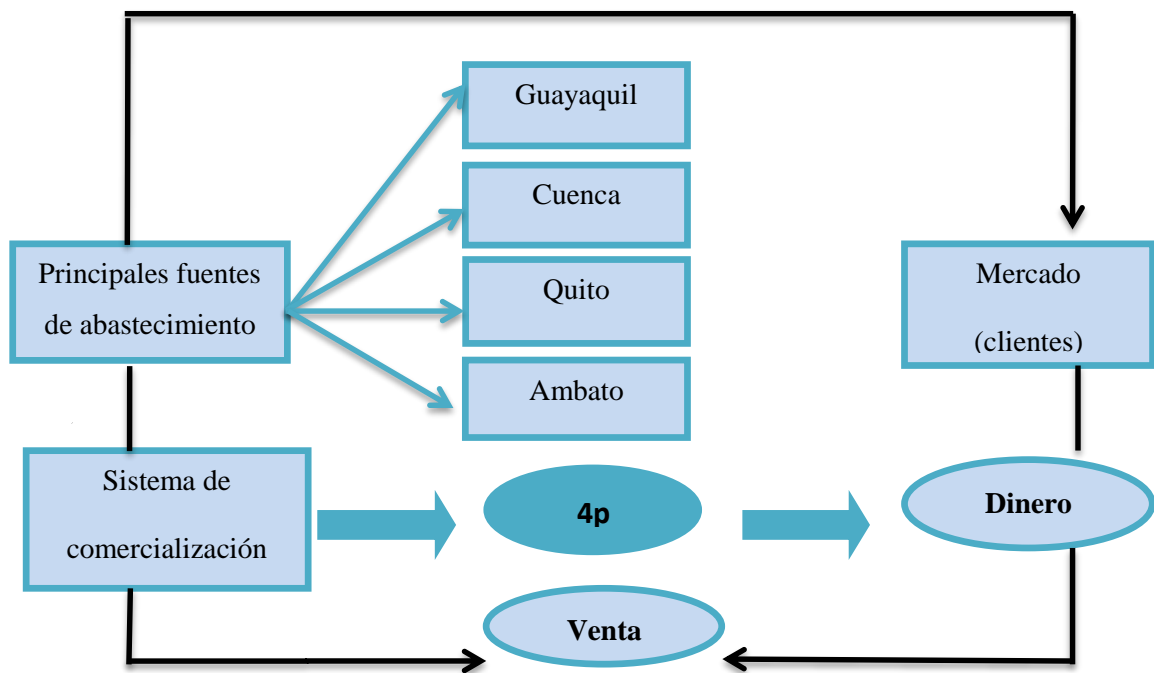 Guayaquil
Cuenca
Principales fuentes
de abastecimiento
Quito
Ambato
Mercado
(clientes)
Sistema de
comercialización
4p
Dinero
Venta